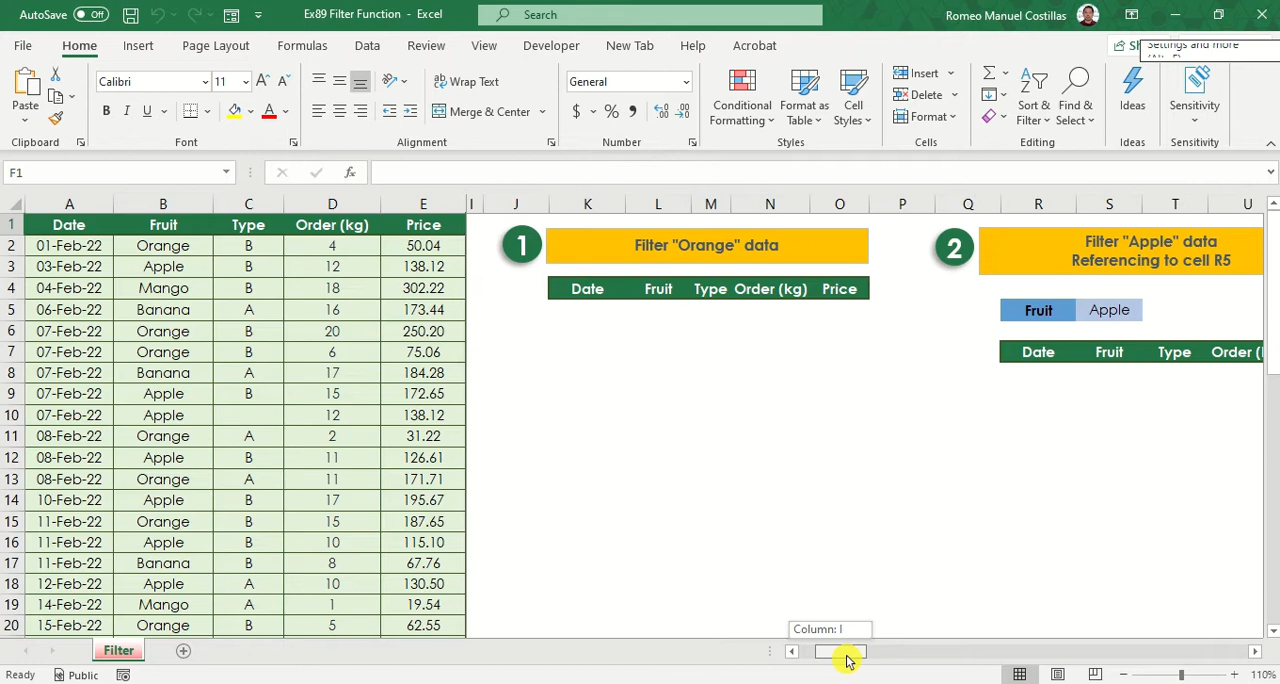 AutoSave Off Ex89 Filter Function - Excel Search Romeo Manuel Costillas
File Home Insert Page Layout Formulas Data Review View Developer New Tab Help Acrobat Settings and more
Paste Calibri 11 A A Wrap Text General Conditional Formatting Format as Table Cell Styles Insert Delete Format Sort & Filter Find & Select Ideas Sensitivity
B I U A Merge & Center $ %
Clipboard Font Alignment Number Styles Cells Editing Ideas Sensitivity
F1 fx
A B C D E I J K L M N O P Q R S T U
1 Date Fruit Type Order (kg) Price
2 01-Feb-22 Orange B 4 50.04
3 03-Feb-22 Apple B 12 138.12
4 04-Feb-22 Mango B 18 302.22
5 06-Feb-22 Banana A 16 173.44
6 07-Feb-22 Orange B 20 250.20
7 07-Feb-22 Orange B 6 75.06
8 07-Feb-22 Banana A 17 184.28
9 07-Feb-22 Apple B 15 172.65
10 07-Feb-22 Apple 12 138.12
11 08-Feb-22 Orange A 2 31.22
12 08-Feb-22 Apple B 11 126.61
13 08-Feb-22 Orange A 11 171.71
14 10-Feb-22 Apple B 17 195.67
15 11-Feb-22 Orange B 15 187.65
16 11-Feb-22 Apple B 10 115.10
17 11-Feb-22 Banana B 8 67.76
18 12-Feb-22 Apple A 10 130.50
19 14-Feb-22 Mango A 1 19.54
20 15-Feb-22 Orange B 5 62.55
1 Filter "Orange" data
Date Fruit Type Order (kg) Price
2 Filter "Apple" data
Referencing to cell R5
Fruit Apple
Date Fruit Type Order (
Column: I
Filter
Ready Public 110%